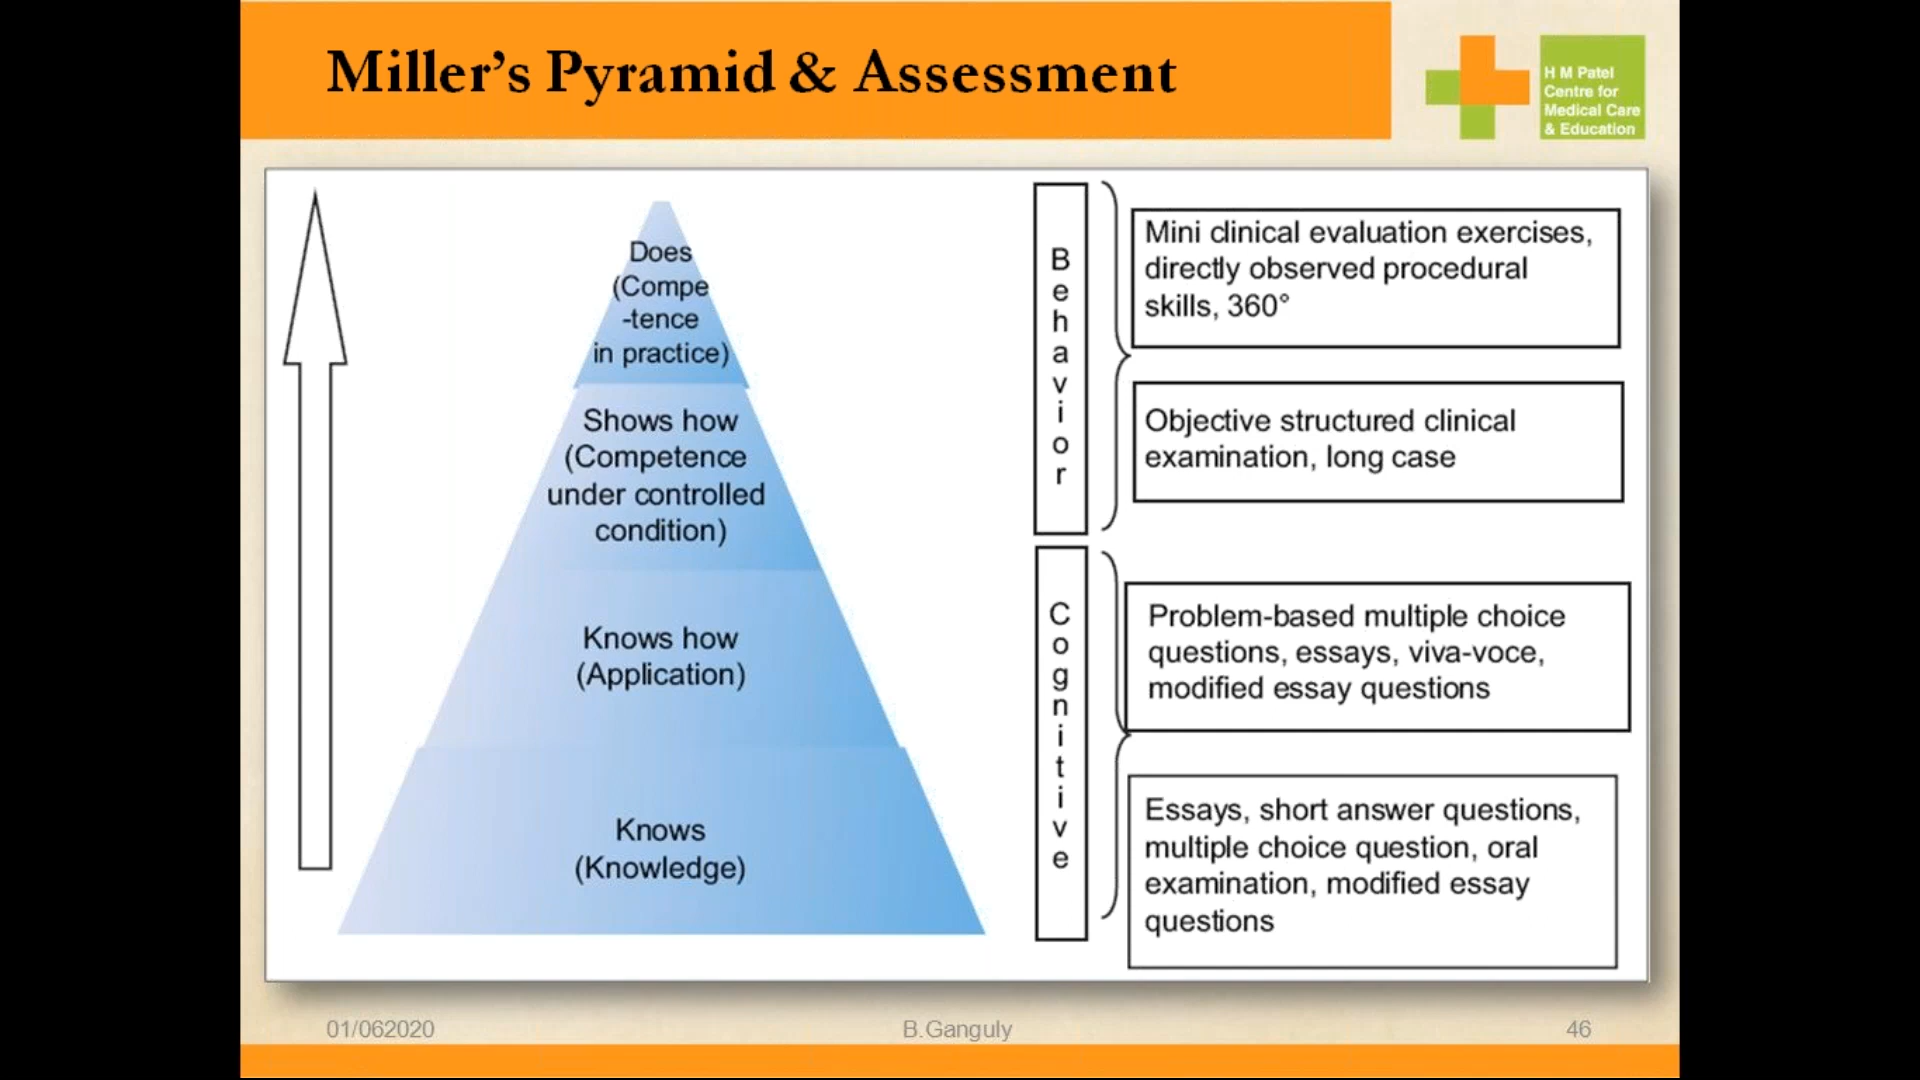 Miller’s Pyramid & Assessment
H M Patel
Centre for
Medical Care
& Education
Does
(Compe
-tence
in practice)
Shows how
(Competence
under controlled
condition)
Knows how
(Application)
Knows
(Knowledge)
Behavior
Mini clinical evaluation exercises,
directly observed procedural
skills, 360°
Objective structured clinical
examination, long case
Cognitive
Problem-based multiple choice
questions, essays, viva-voce,
modified essay questions
Essays, short answer questions,
multiple choice question, oral
examination, modified essay
questions
01/062020
B.Ganguly
46